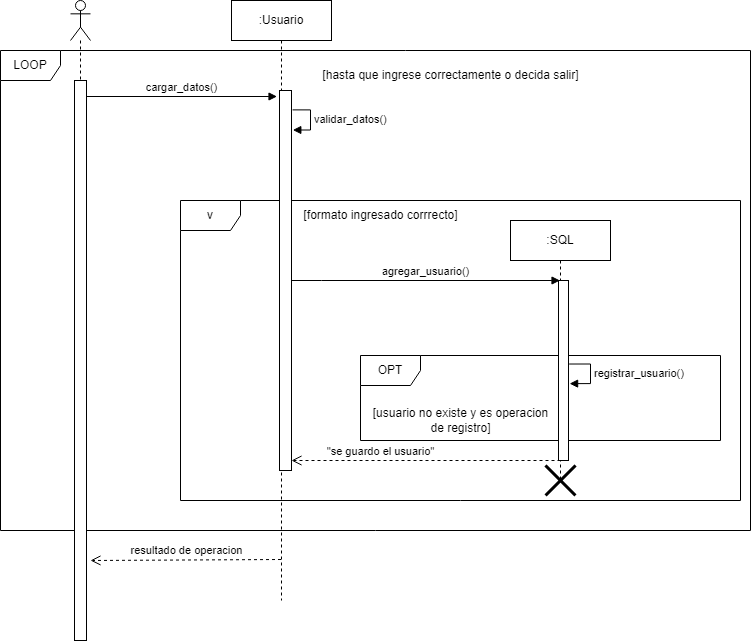 :Usuario
LOOP
[hasta que ingrese correctamente o decida salir]
cargar_datos()
validar_datos()
v
[formato ingresado corrrecto]
:SQL
agregar_usuario()
OPT
registrar_usuario()
[usuario no existe y es operacion
de registro]
"se guardo el usuario"
resultado de operacion